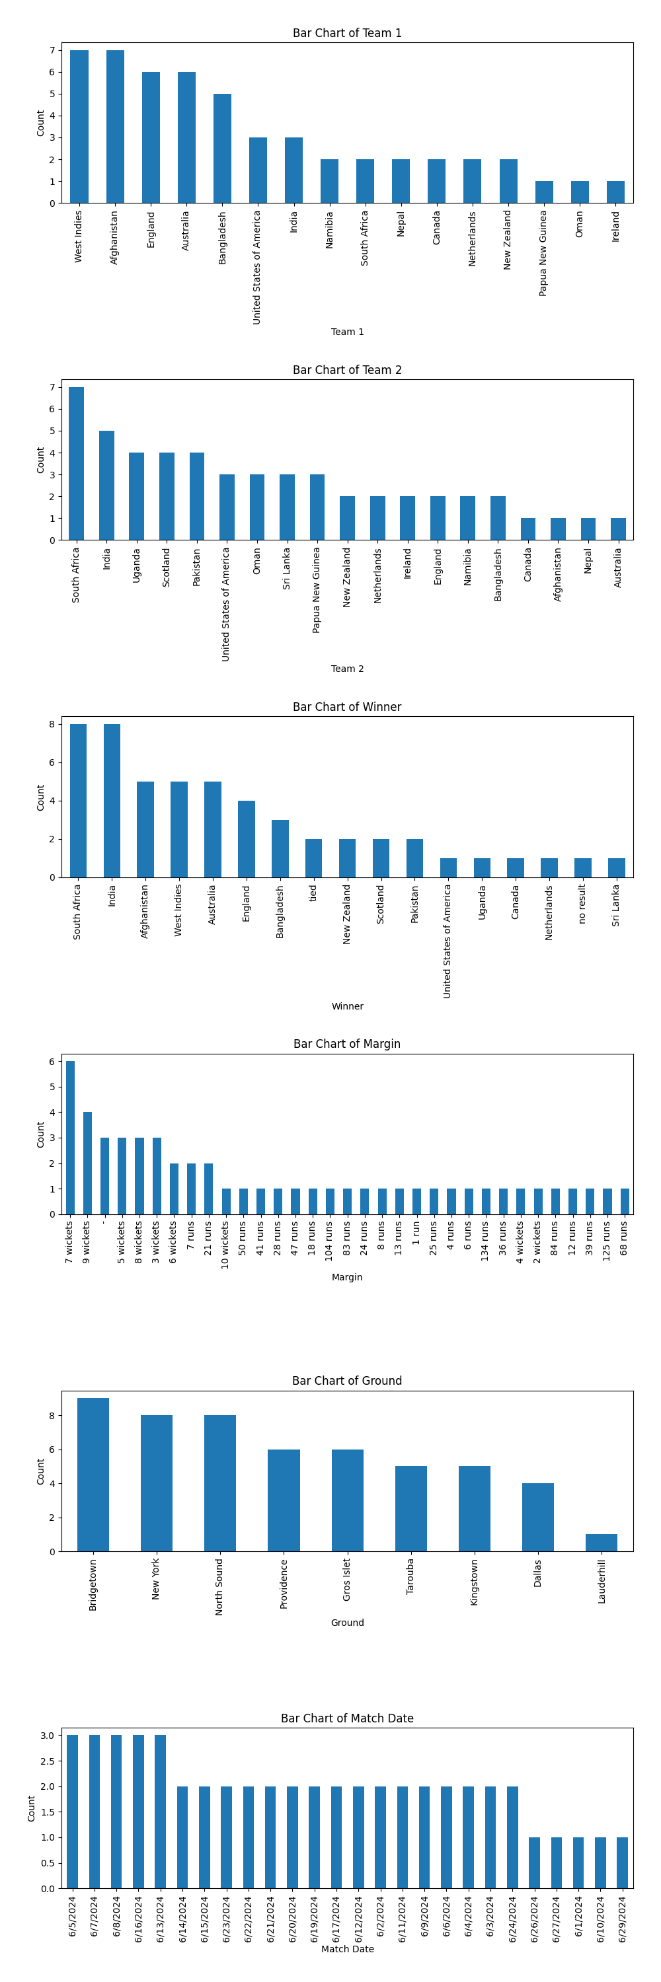 Bar Chart of Team 1
7
6
5
4
3
2
1
0
Count
West Indies
Afghanistan
England
Australia
Bangladesh
United States of America
India
Namibia
South Africa
Nepal
Canada
Netherlands
New Zealand
Papua New Guinea
Oman
Ireland
Team 1
Bar Chart of Team 2
7
6
5
4
3
2
1
0
Count
South Africa
India
Uganda
Scotland
Pakistan
United States of America
Oman
Sri Lanka
Papua New Guinea
New Zealand
Netherlands
Ireland
England
Namibia
Bangladesh
Canada
Afghanistan
Nepal
Australia
Team 2
Bar Chart of Winner
8
6
4
2
0
Count
South Africa
India
Afghanistan
West Indies
Australia
England
Bangladesh
tied
New Zealand
Scotland
Pakistan
United States of America
Uganda
Canada
Netherlands
no result
Sri Lanka
Winner
Bar Chart of Margin
6
5
4
3
2
1
0
Count
7 wickets
9 wickets
-
5 wickets
8 wickets
3 wickets
6 wickets
7 runs
21 runs
10 wickets
50 runs
41 runs
28 runs
47 runs
18 runs
104 runs
83 runs
24 runs
8 runs
13 runs
1 run
25 runs
4 runs
6 runs
134 runs
36 runs
4 wickets
2 wickets
84 runs
12 runs
39 runs
125 runs
68 runs
Margin
Bar Chart of Ground
8
6
4
2
0
Count
Bridgetown
New York
North Sound
Providence
Gros Islet
Tarouba
Kingstown
Dallas
Lauderhill
Ground
Bar Chart of Match Date
3.0
2.5
2.0
1.5
1.0
0.5
0.0
Count
6/5/2024
6/7/2024
6/8/2024
6/16/2024
6/13/2024
6/14/2024
6/15/2024
6/23/2024
6/22/2024
6/21/2024
6/20/2024
6/19/2024
6/17/2024
6/12/2024
6/2/2024
6/11/2024
6/9/2024
6/6/2024
6/4/2024
6/3/2024
6/24/2024
6/26/2024
6/27/2024
6/1/2024
6/10/2024
6/29/2024
Match Date